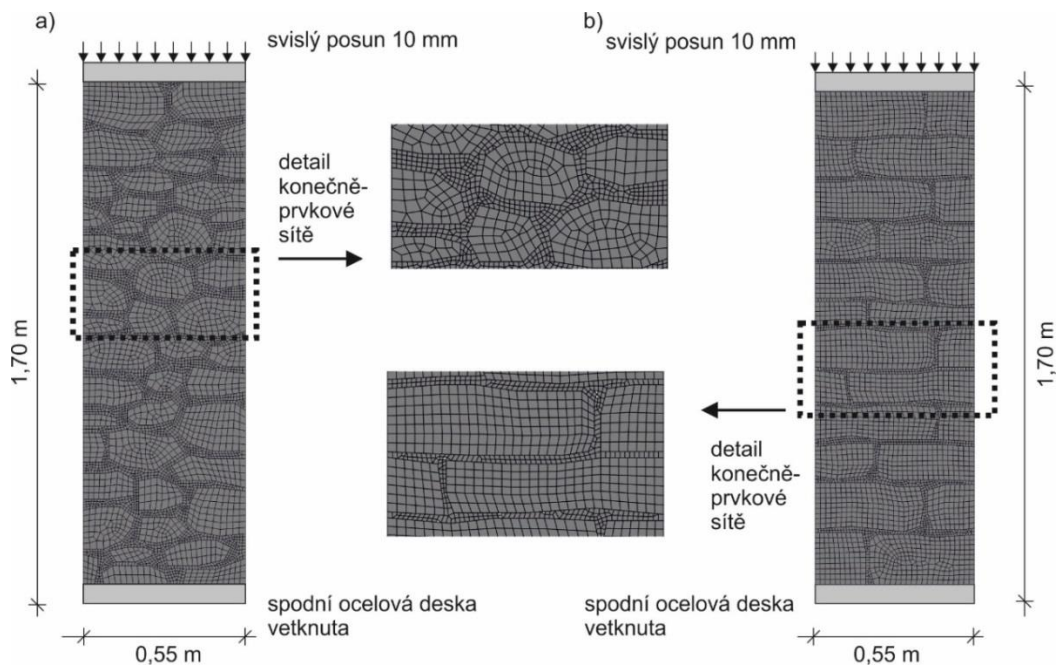 a)
svislý posun 10 mm
1,70 m
detail
konečně-
prvkové
sítě
spodní ocelová deska
vetknuta
0,55 m
b)
svislý posun 10 mm
1,70 m
detail
konečně-
prvkové
sítě
spodní ocelová deska
vetknuta
0,55 m